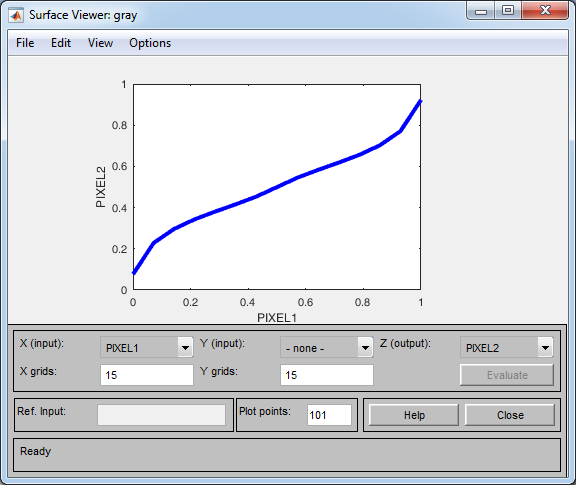 Surface Viewer: gray
File Edit View Options
1
0.8
0.6
0.4
0.2
0
PIXEL2
0 0.2 0.4 0.6 0.8 1
PIXEL1
X (input): PIXEL1 Y (input): - none - Z (output): PIXEL2
X grids: 15 Y grids: 15 Evaluate
Ref. Input: Plot points: 101 Help Close
Ready